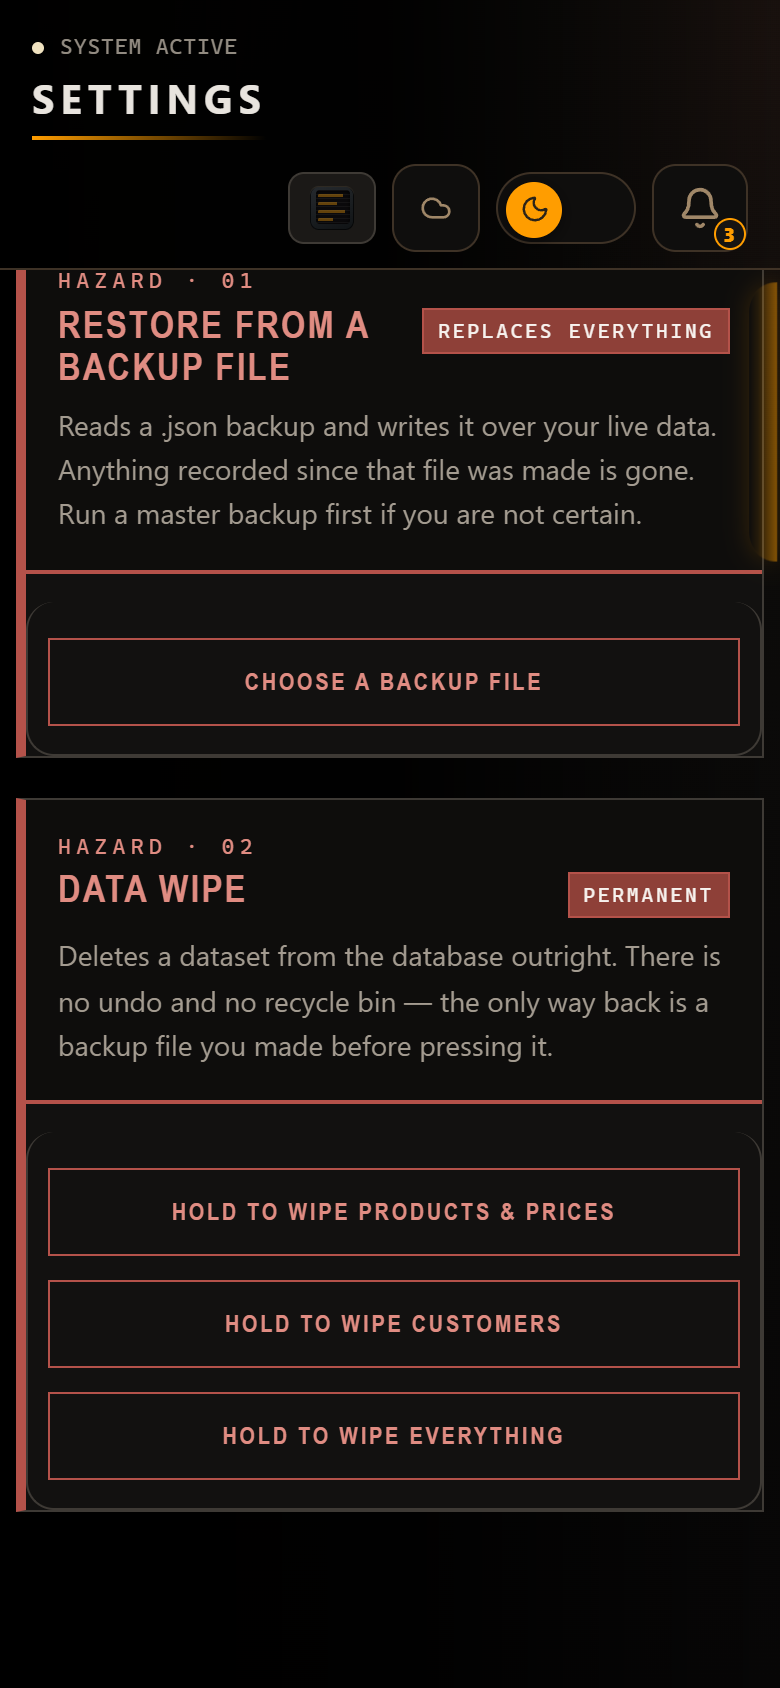 SYSTEM ACTIVE
SETTINGS
3
HAZARD · 01
RESTORE FROM A
BACKUP FILE
REPLACES EVERYTHING
Reads a .json backup and writes it over your live data.
Anything recorded since that file was made is gone.
Run a master backup first if you are not certain.
CHOOSE A BACKUP FILE
HAZARD · 02
DATA WIPE
PERMANENT
Deletes a dataset from the database outright. There is
no undo and no recycle bin — the only way back is a
backup file you made before pressing it.
HOLD TO WIPE PRODUCTS & PRICES
HOLD TO WIPE CUSTOMERS
HOLD TO WIPE EVERYTHING